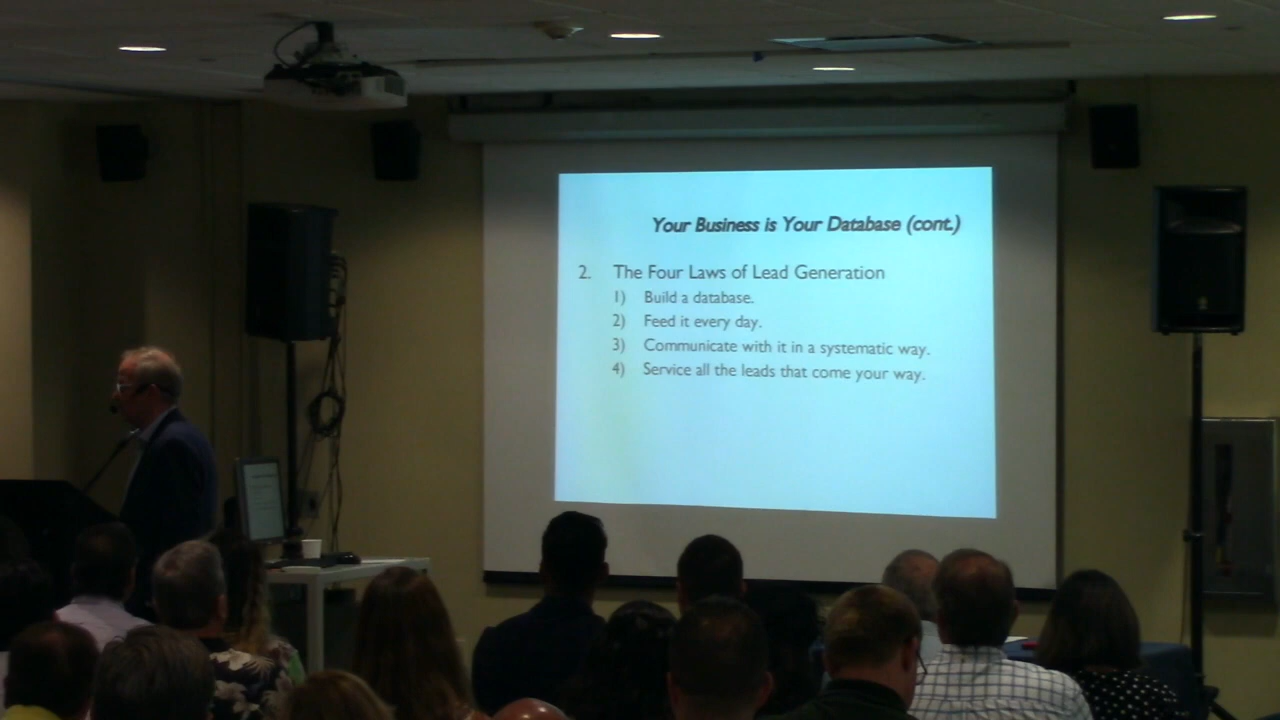 Your Business is Your Database (cont.)
2. The Four Laws of Lead Generation
1) Build a database.
2) Feed it every day.
3) Communicate with it in a systematic way.
4) Service all the leads that come your way.